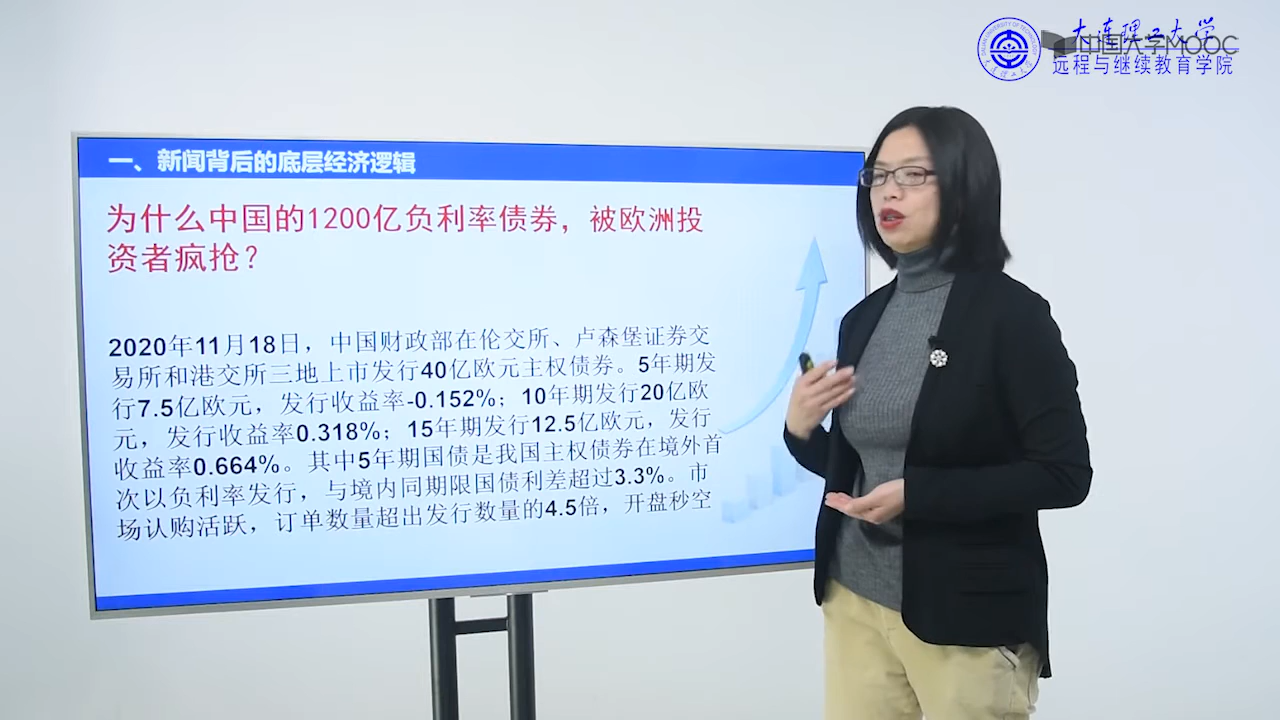 大连理工大学
中国大学MOOC
远程与继续教育学院
一、新闻背后的底层经济逻辑
为什么中国的1200亿负利率债券，被欧洲投
资者疯抢？
2020年11月18日，中国财政部在伦交所、卢森堡证券交
易所和港交所三地上市发行40亿欧元主权债券。5年期发
行7.5亿欧元，发行收益率-0.152%；10年期发行20亿欧
元，发行收益率0.318%；15年期发行12.5亿欧元，发行
收益率0.664%。其中5年期国债是我国主权债券在境外首
次以负利率发行，与境内同期限国债利差超过3.3%。市
场认购活跃，订单数量超出发行数量的4.5倍，开盘秒空